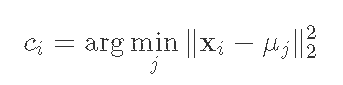 $c_i = \arg\min_j \|\mathbf{x}_i - \mu_j\|_2^2$